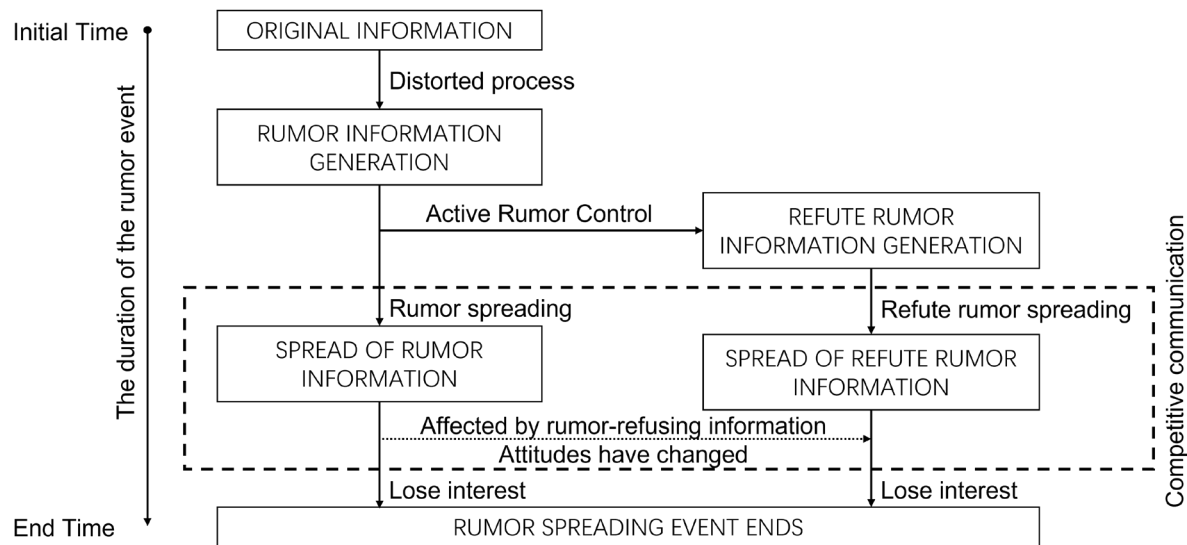 Initial Time
ORIGINAL INFORMATION
Distorted process
RUMOR INFORMATION
GENERATION
The duration of the rumor event
Active Rumor Control
REFUTE RUMOR
INFORMATION GENERATION
Competitive communication
Rumor spreading
Refute rumor spreading
SPREAD OF RUMOR
INFORMATION
SPREAD OF REFUTE RUMOR
INFORMATION
Affected by rumor-refusing information
Attitudes have changed
Lose interest
Lose interest
End Time
RUMOR SPREADING EVENT ENDS